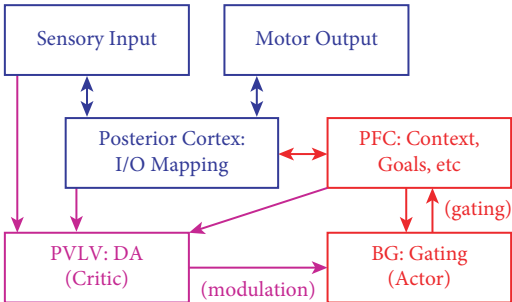 Sensory Input
Motor Output
Posterior Cortex:
I/O Mapping
PFC: Context,
Goals, etc
(gating)
PVLV: DA
(Critic)
(modulation)
BG: Gating
(Actor)